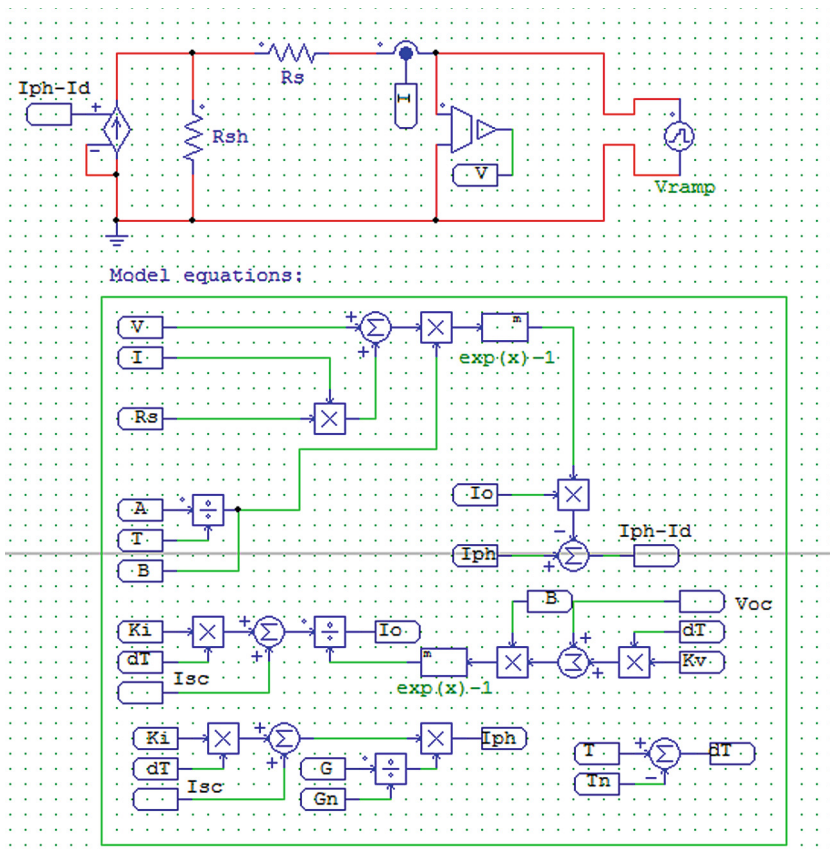 Iph-Id
Rs
I
Rsh
V
Vramp
Model equations:
V
I
Rs
exp(x)-1
A
T
B
Io
Iph
Iph-Id
Ki
dT
Isc
Io
exp(x)-1
B
Voc
dT
Kv
Ki
dT
Isc
G
Gn
Iph
T
Tn
dT